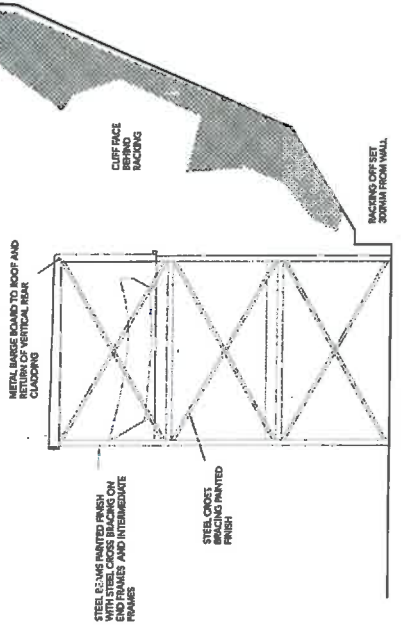 METAL BARGE BOARD TO ROOF AND
RETURN OF VERTICAL REAR
CLADDING
STEEL BEAMS PAINTED FINISH
WITH STEEL CROSS BRACING ON
END FRAMES AND INTERMEDIATE
FRAMES
STEEL CROSS
BRACING PAINTED
FINISH
CLIFF FACE
BEHIND
RACKING
RACKING OFF SET
300MM FROM WALL